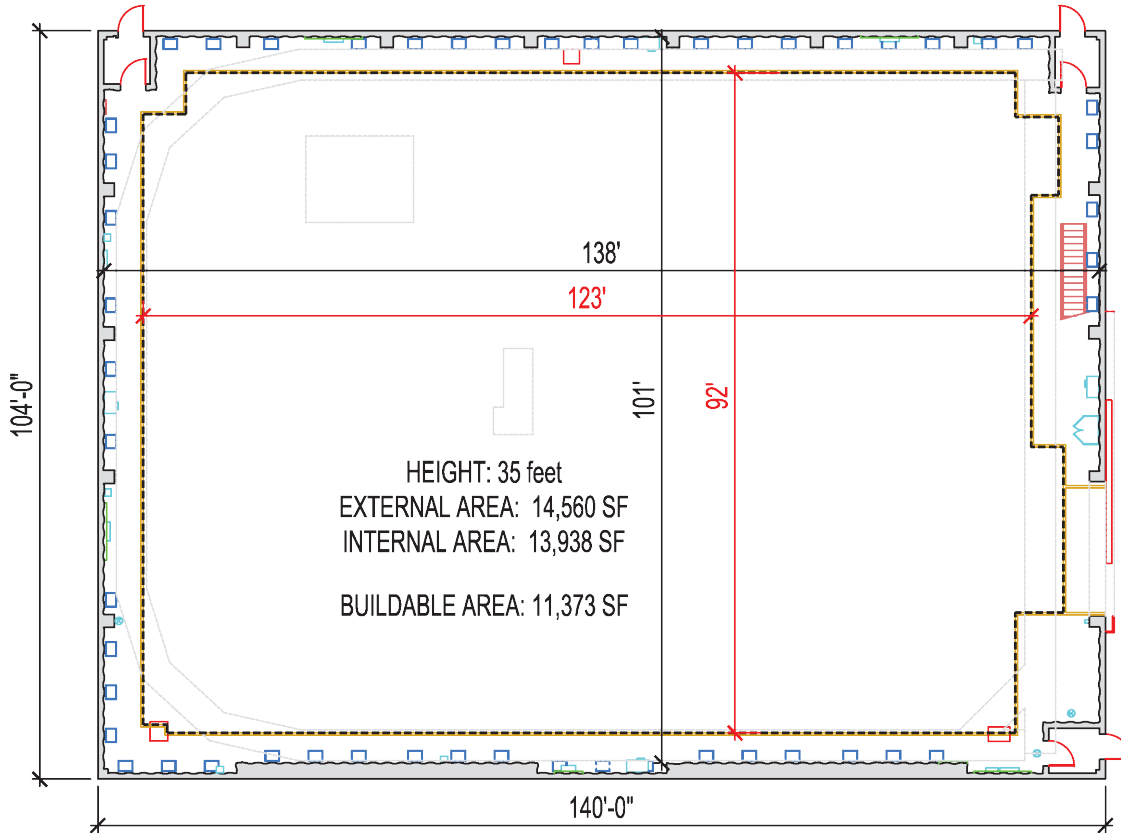 138'
123'
104'-0"
101'
92'
HEIGHT: 35 feet
EXTERNAL AREA: 14,560 SF
INTERNAL AREA: 13,938 SF
BUILDABLE AREA: 11,373 SF
140'-0"